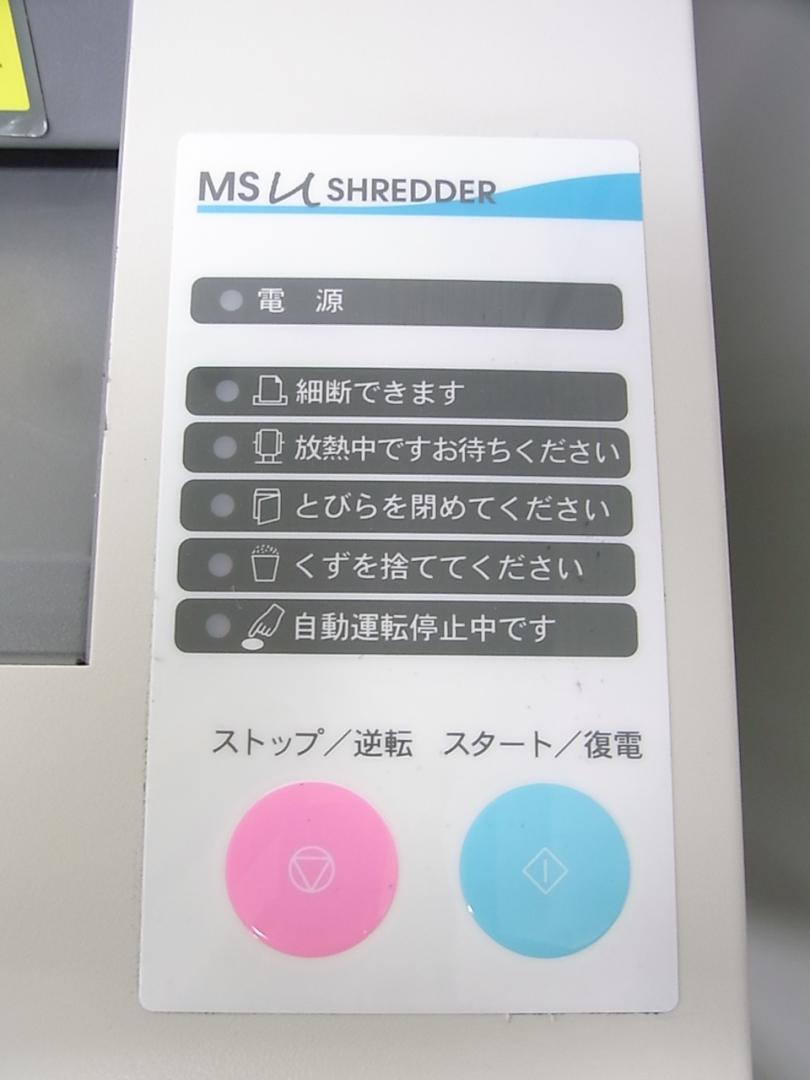 MS μ SHREDDER
電　源
細断できます
放熱中ですお待ちください
とびらを閉めてください
くずを捨ててください
自動運転停止中です
ストップ／逆転　スタート／復電